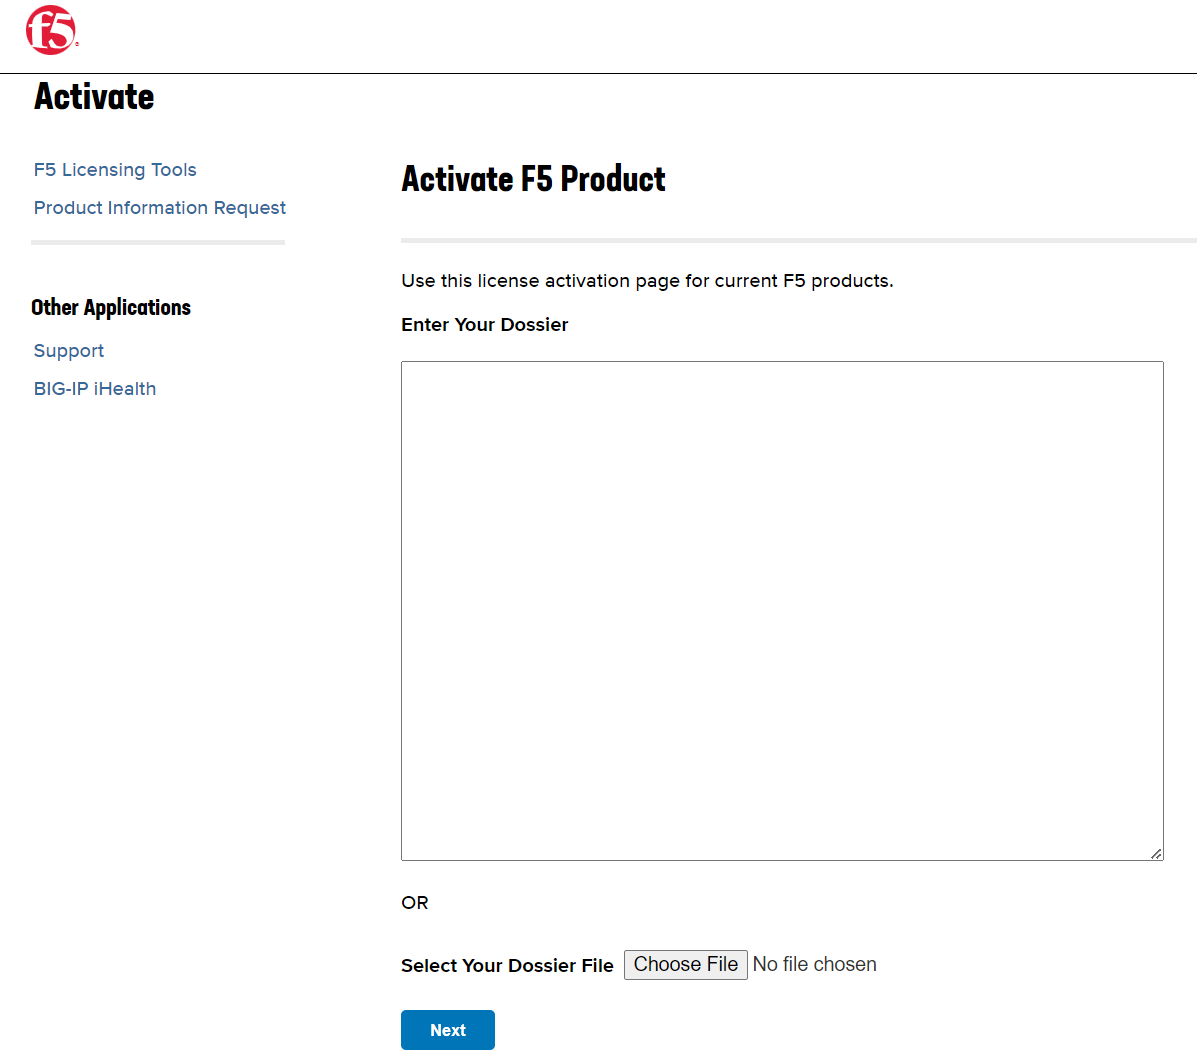 f5
Activate
F5 Licensing Tools
Product Information Request
Other Applications
Support
BIG-IP iHealth
Activate F5 Product
Use this license activation page for current F5 products.
Enter Your Dossier
OR
Select Your Dossier File Choose File No file chosen
Next